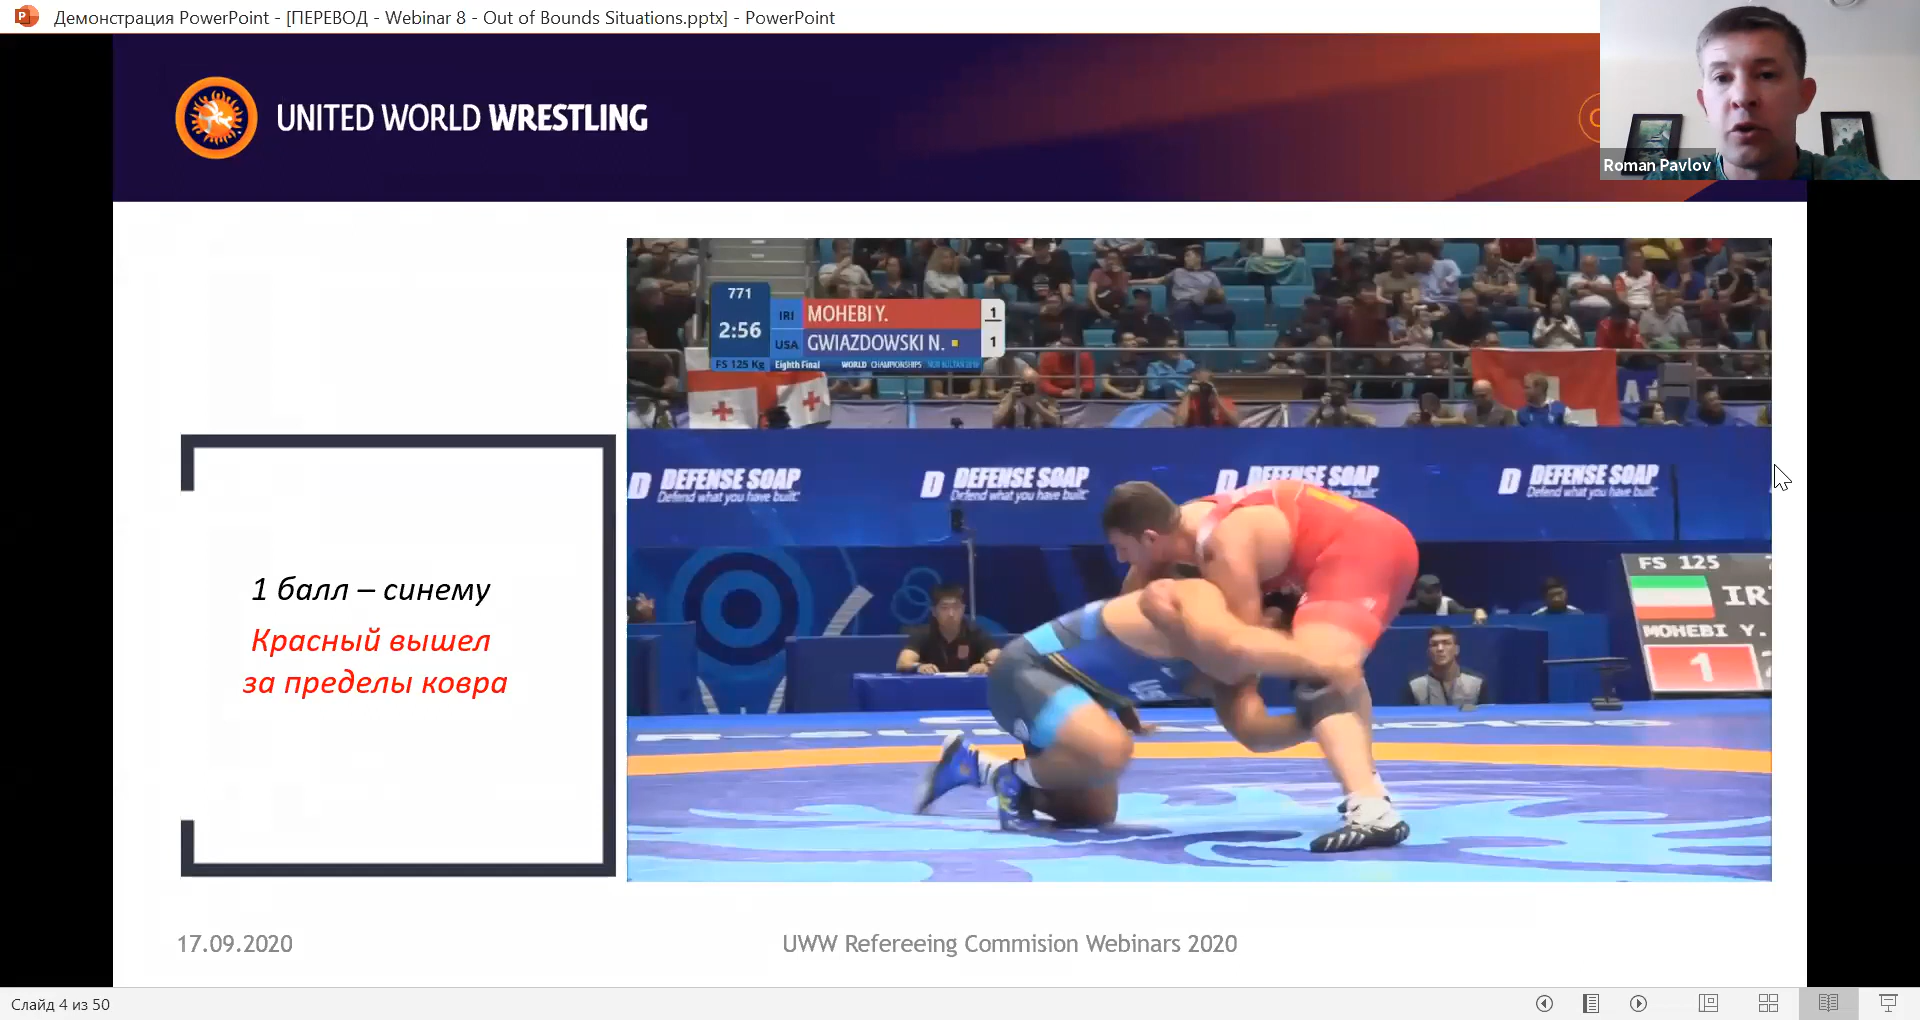 Демонстрация PowerPoint - [ПЕРЕВОД - Webinar 8 - Out of Bounds Situations.pptx] - PowerPoint
UNITED WORLD WRESTLING
Roman Pavlov
771
2:56
IRI MOHEBI Y. 1
USA GWIAZDOWSKI N. 1
FS 125 Kg Eighth Final WORLD CHAMPIONSHIPS NUR-SULTAN 2019
DEFENSE SOAP DEFENSE SOAP DEFENSE SOAP DEFENSE SOAP
Defend what you have built Defend what you have built Defend what you have built
FS 125
MOHEBI Y.
1
1 балл – синему
Красный вышел
за пределы ковра
17.09.2020
UWW Refereeing Commision Webinars 2020
Слайд 4 из 50